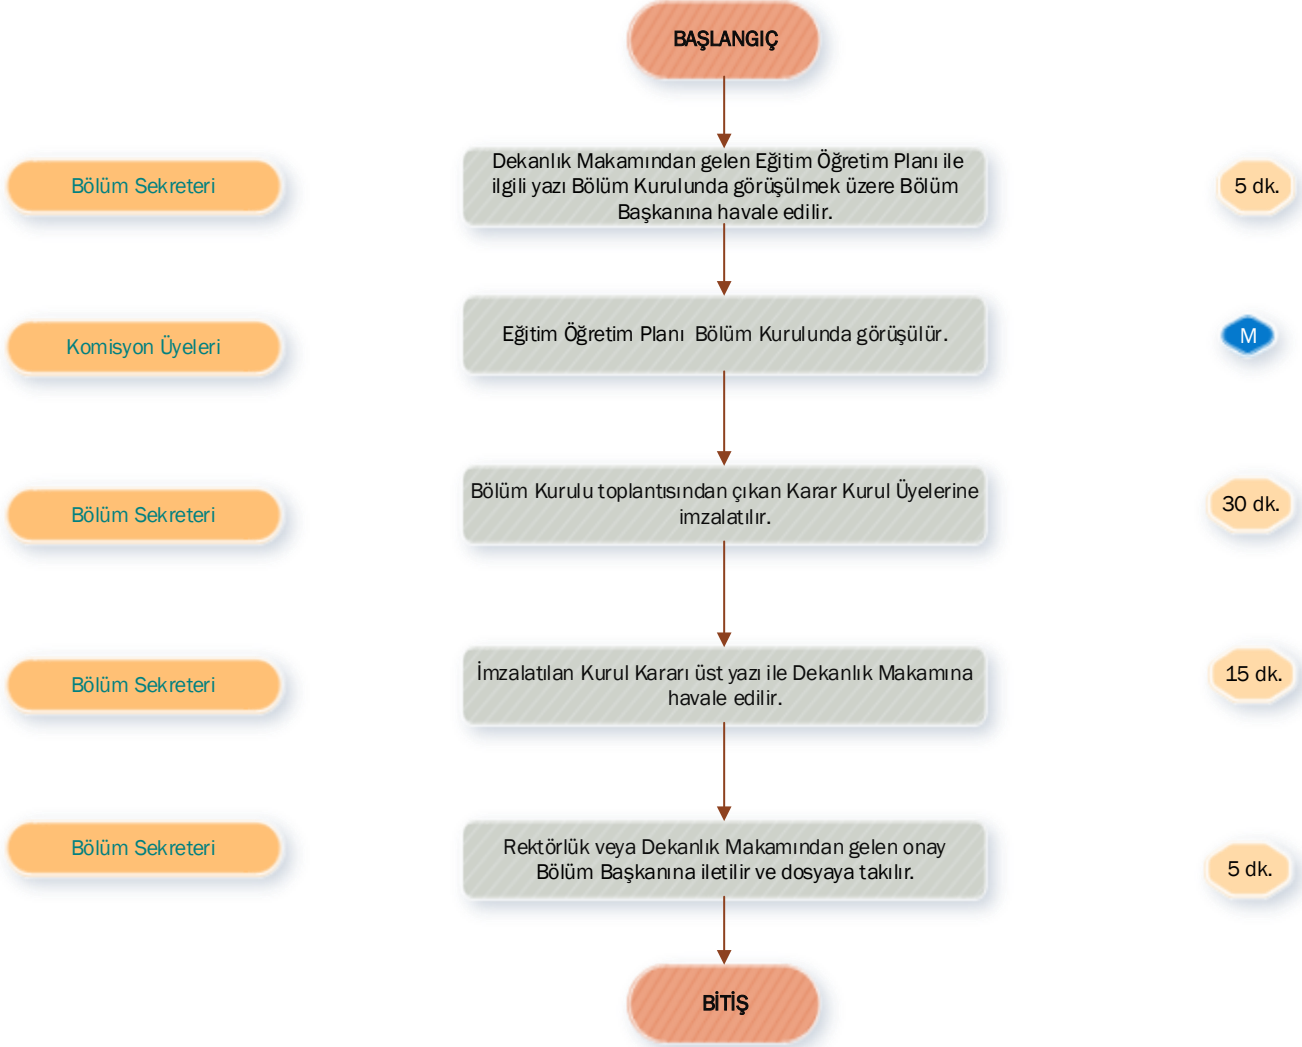 BAŞLANGIÇ
Bölüm Sekreteri
Dekanlık Makamından gelen Eğitim Öğretim Planı ile
ilgili yazı Bölüm Kurulunda görüşülmek üzere Bölüm
Başkanına havale edilir.
5 dk.
Komisyon Üyeleri
Eğitim Öğretim Planı Bölüm Kurulunda görüşülür.
M
Bölüm Sekreteri
Bölüm Kurulu toplantısından çıkan Karar Kurul Üyelerine
imzalatılır.
30 dk.
Bölüm Sekreteri
İmzalatılan Kurul Kararı üst yazı ile Dekanlık Makamına
havale edilir.
15 dk.
Bölüm Sekreteri
Rektörlük veya Dekanlık Makamından gelen onay
Bölüm Başkanına iletilir ve dosyaya takılır.
5 dk.
BİTİŞ